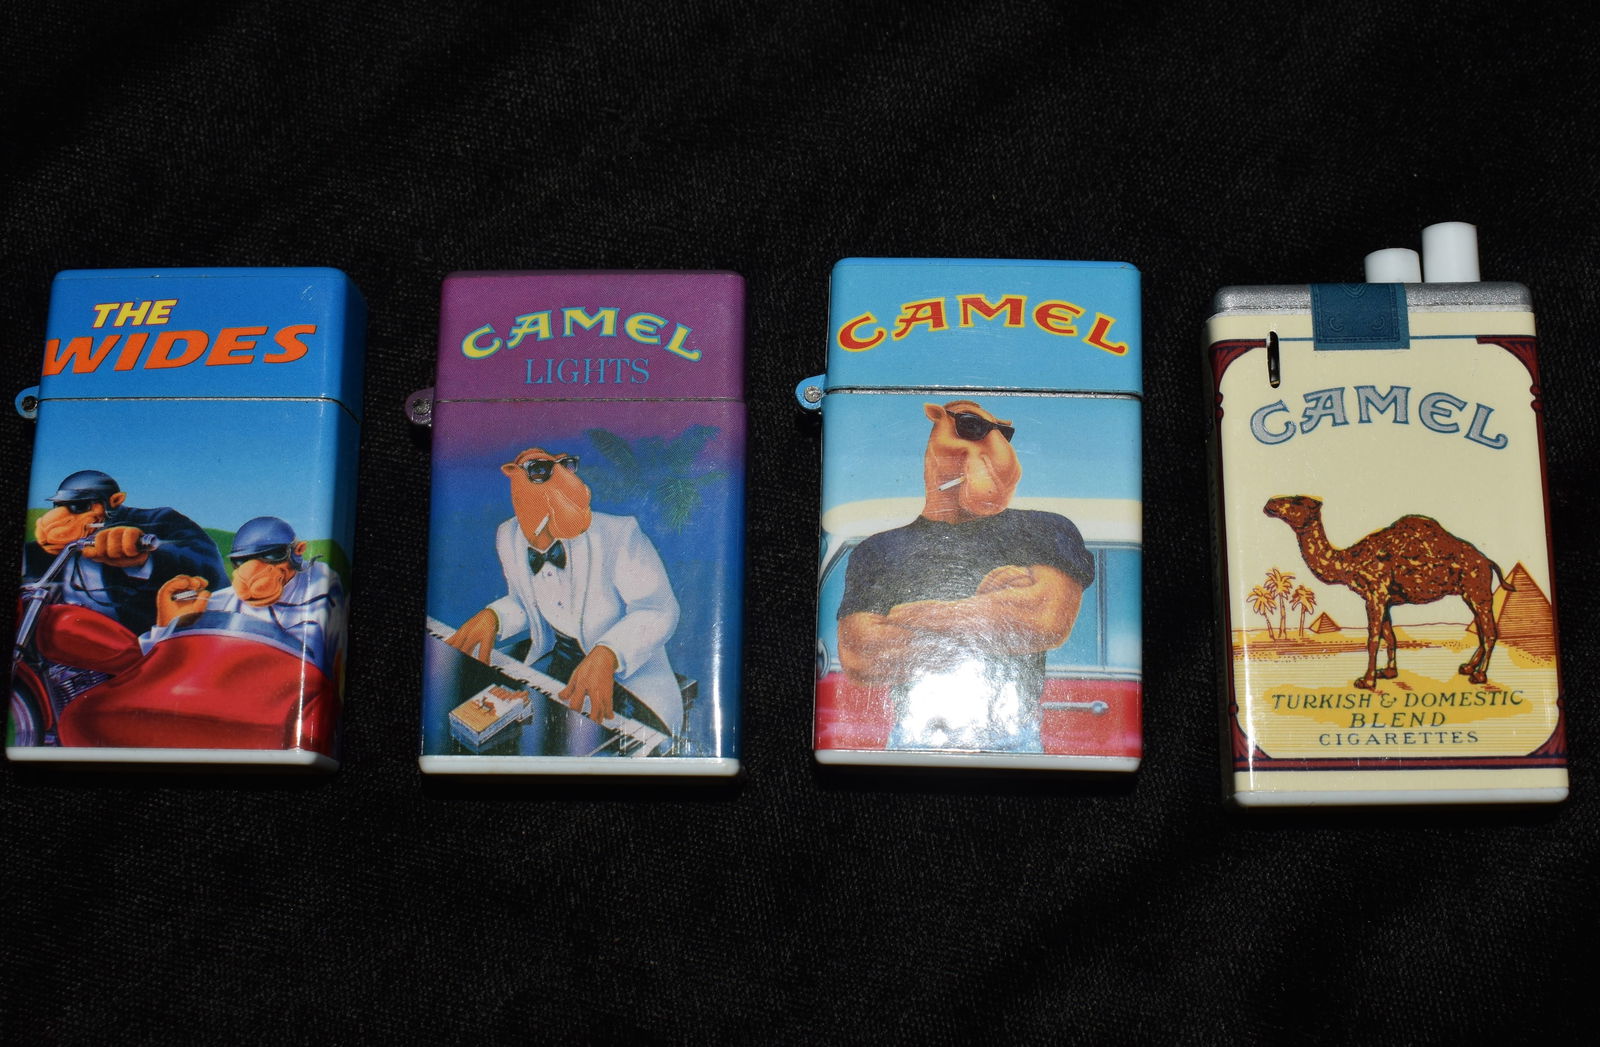 THE
WIDES
CAMEL
LIGHTS
CAMEL
CAMEL
TURKISH & DOMESTIC
BLEND
CIGARETTES